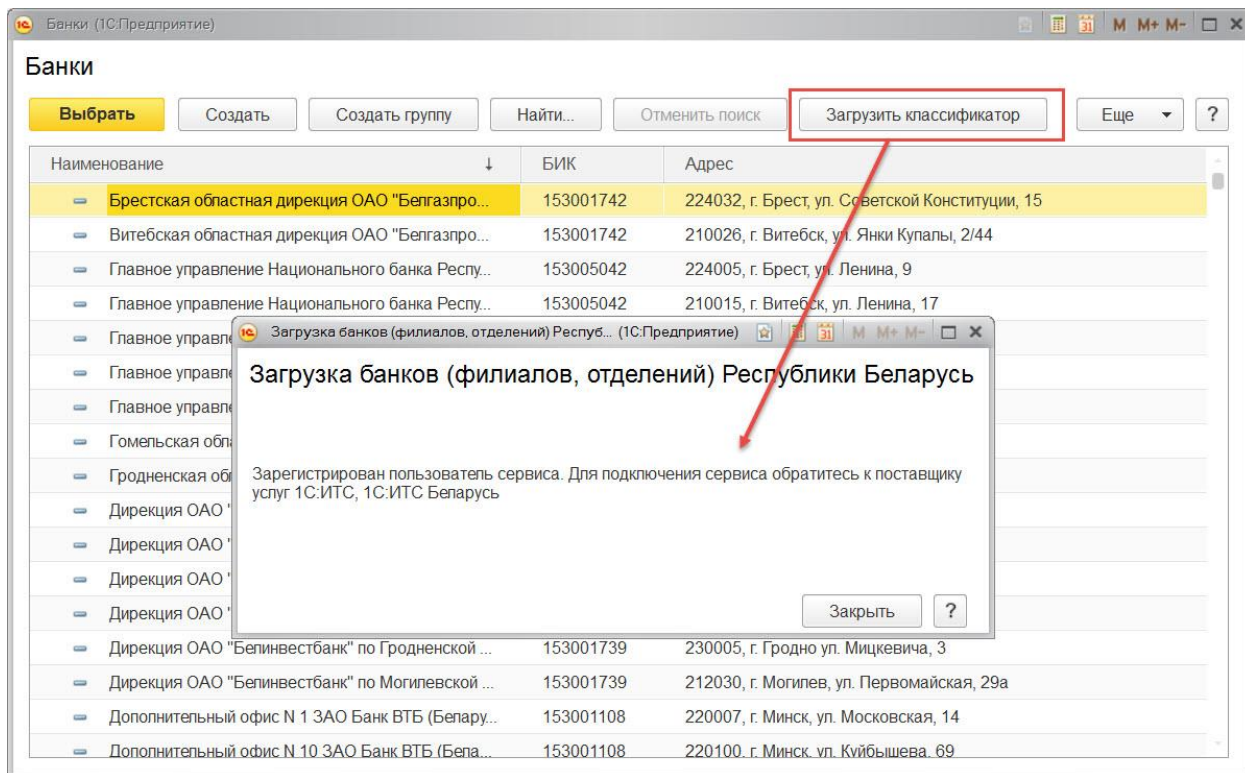 Банки (1С:Предприятие)
M M+ M-
Банки
Выбрать Создать Создать группу Найти... Отменить поиск Загрузить классификатор Еще ?
Наименование ↓ БИК Адрес
Брестская областная дирекция ОАО "Белгазпро... 153001742 224032, г. Брест, ул. Советской Конституции, 15
Витебская областная дирекция ОАО "Белгазпро... 153001742 210026, г. Витебск, ул. Янки Купалы, 2/44
Главное управление Национального банка Респу... 153005042 224005, г. Брест, ул. Ленина, 9
Главное управление Национального банка Респу... 153005042 210015, г. Витебск, ул. Ленина, 17
Главное
Главное
Главное
Гомельская
Гродненская
Дирекция ОАО
Дирекция ОАО
Дирекция ОАО
Дирекция ОАО
Загрузка банков (филиалов, отделений) Респуб... (1С:Предприятие) 31 M M+ M-
Загрузка банков (филиалов, отделений) Республики Беларусь
Зарегистрирован пользователь сервиса. Для подключения сервиса обратитесь к поставщику
услуг 1С:ИТС, 1С:ИТС Беларусь
Закрыть ?
Дирекция ОАО "Белинвестбанк" по Гродненской ... 153001739 230005, г. Гродно ул. Мицкевича, 3
Дирекция ОАО "Белинвестбанк" по Могилевской ... 153001739 212030, г. Могилев, ул. Первомайская, 29а
Дополнительный офис N 1 ЗАО Банк ВТБ (Белару... 153001108 220007, г. Минск, ул. Московская, 14
Дополнительный офис N 10 ЗАО Банк ВТБ (Бела... 153001108 220100, г. Минск, ул. Куйбышева, 69